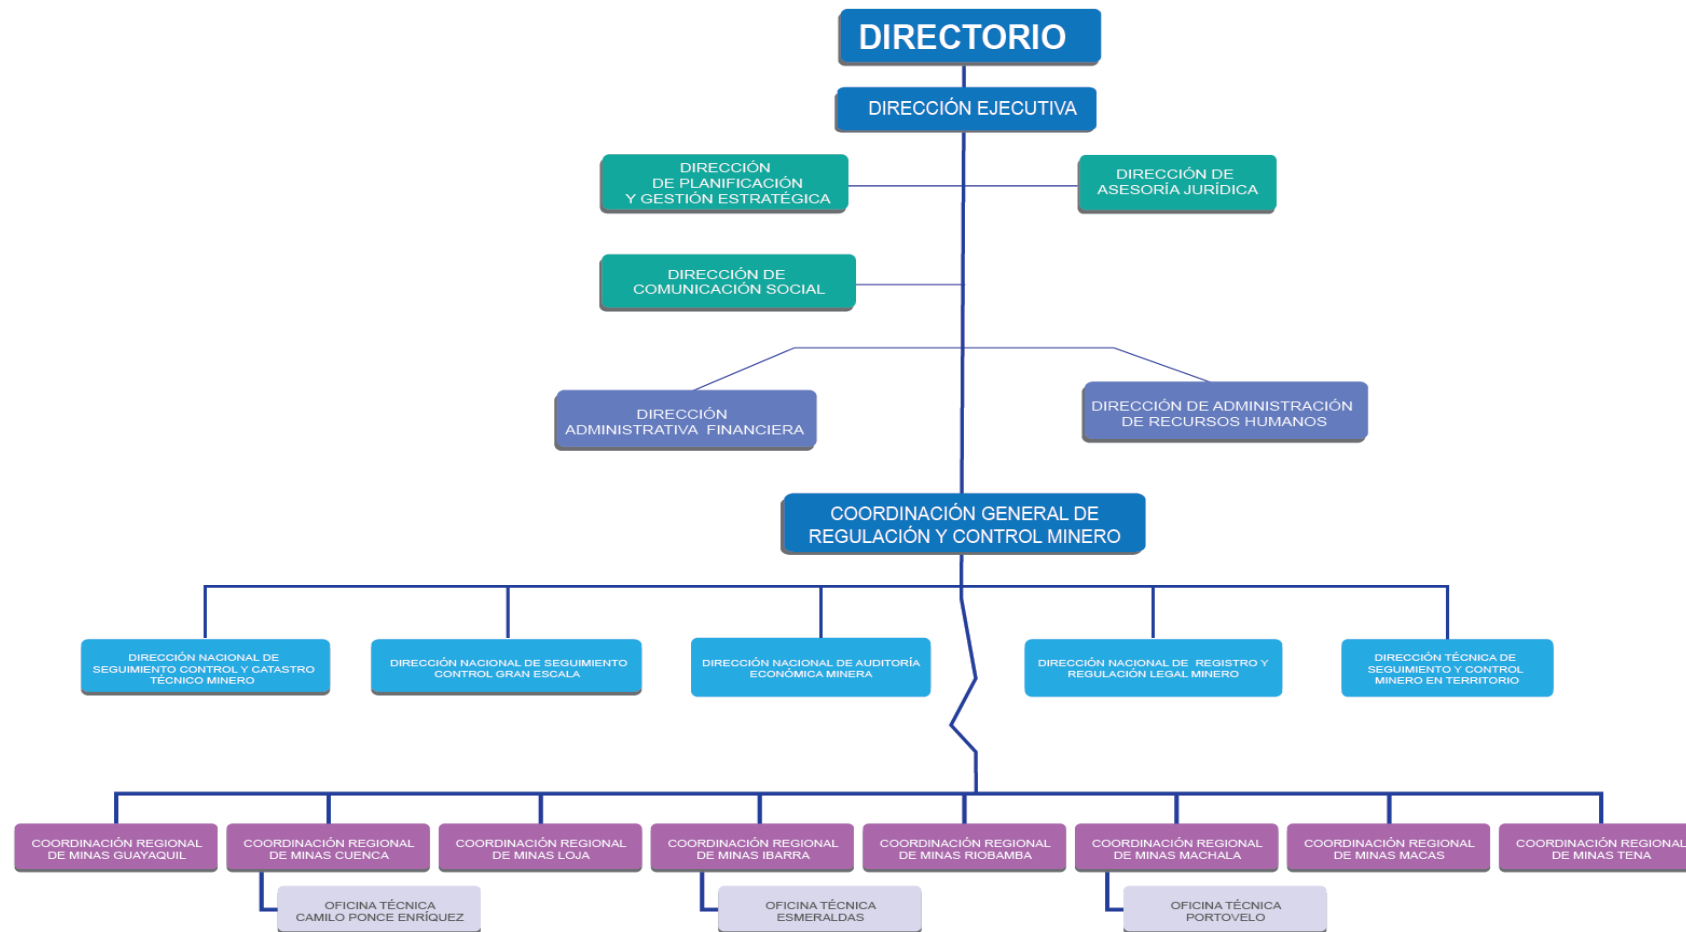 DIRECTORIO
DIRECCIÓN EJECUTIVA
DIRECCIÓN
DE PLANIFICACIÓN
Y GESTIÓN ESTRATÉGICA
DIRECCIÓN DE
ASESORÍA JURÍDICA
DIRECCIÓN DE
COMUNICACIÓN SOCIAL
DIRECCIÓN
ADMINISTRATIVA FINANCIERA
DIRECCIÓN DE ADMINISTRACIÓN
DE RECURSOS HUMANOS
COORDINACIÓN GENERAL DE
REGULACIÓN Y CONTROL MINERO
DIRECCIÓN NACIONAL DE
SEGUIMIENTO CONTROL Y CATASTRO
TÉCNICO MINERO
DIRECCIÓN NACIONAL DE SEGUIMIENTO
CONTROL GRAN ESCALA
DIRECCIÓN NACIONAL DE AUDITORÍA
ECONÓMICA MINERA
DIRECCIÓN NACIONAL DE REGISTRO Y
REGULACIÓN LEGAL MINERO
DIRECCIÓN TÉCNICA DE
SEGUIMIENTO Y CONTROL
MINERO EN TERRITORIO
COORDINACIÓN REGIONAL
DE MINAS GUAYAQUIL
COORDINACIÓN REGIONAL
DE MINAS CUENCA
COORDINACIÓN REGIONAL
DE MINAS LOJA
COORDINACIÓN REGIONAL
DE MINAS IBARRA
COORDINACIÓN REGIONAL
DE MINAS RIOBAMBA
COORDINACIÓN REGIONAL
DE MINAS MACHALA
COORDINACIÓN REGIONAL
DE MINAS MACAS
COORDINACIÓN REGIONAL
DE MINAS TENA
OFICINA TÉCNICA
CAMILO PONCE ENRÍQUEZ
OFICINA TÉCNICA
ESMERALDAS
OFICINA TÉCNICA
PORTOVELO